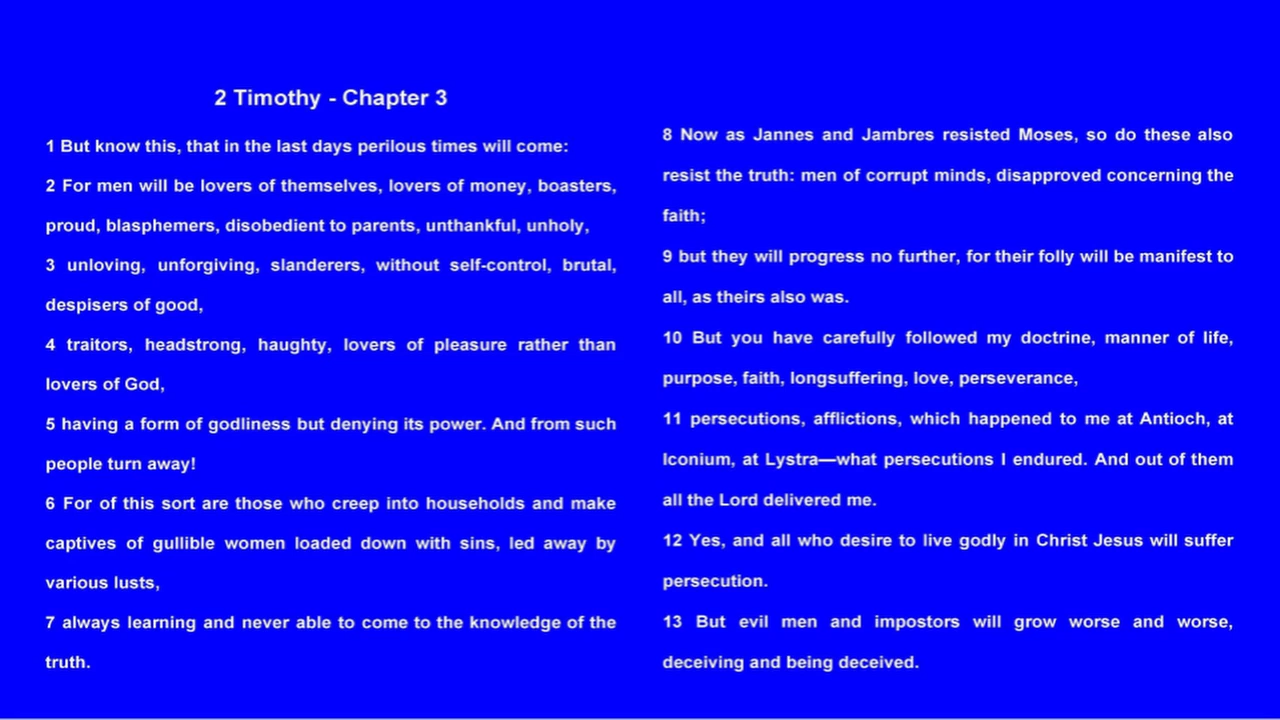 2 Timothy - Chapter 3
1 But know this, that in the last days perilous times will come:
2 For men will be lovers of themselves, lovers of money, boasters,
proud, blasphemers, disobedient to parents, unthankful, unholy,
3 unloving, unforgiving, slanderers, without self-control, brutal,
despisers of good,
4 traitors, headstrong, haughty, lovers of pleasure rather than
lovers of God,
5 having a form of godliness but denying its power. And from such
people turn away!
6 For of this sort are those who creep into households and make
captives of gullible women loaded down with sins, led away by
various lusts,
7 always learning and never able to come to the knowledge of the
truth.
8 Now as Jannes and Jambres resisted Moses, so do these also
resist the truth: men of corrupt minds, disapproved concerning the
faith;
9 but they will progress no further, for their folly will be manifest to
all, as theirs also was.
10 But you have carefully followed my doctrine, manner of life,
purpose, faith, longsuffering, love, perseverance,
11 persecutions, afflictions, which happened to me at Antioch, at
Iconium, at Lystra—what persecutions I endured. And out of them
all the Lord delivered me.
12 Yes, and all who desire to live godly in Christ Jesus will suffer
persecution.
13 But evil men and impostors will grow worse and worse,
deceiving and being deceived.